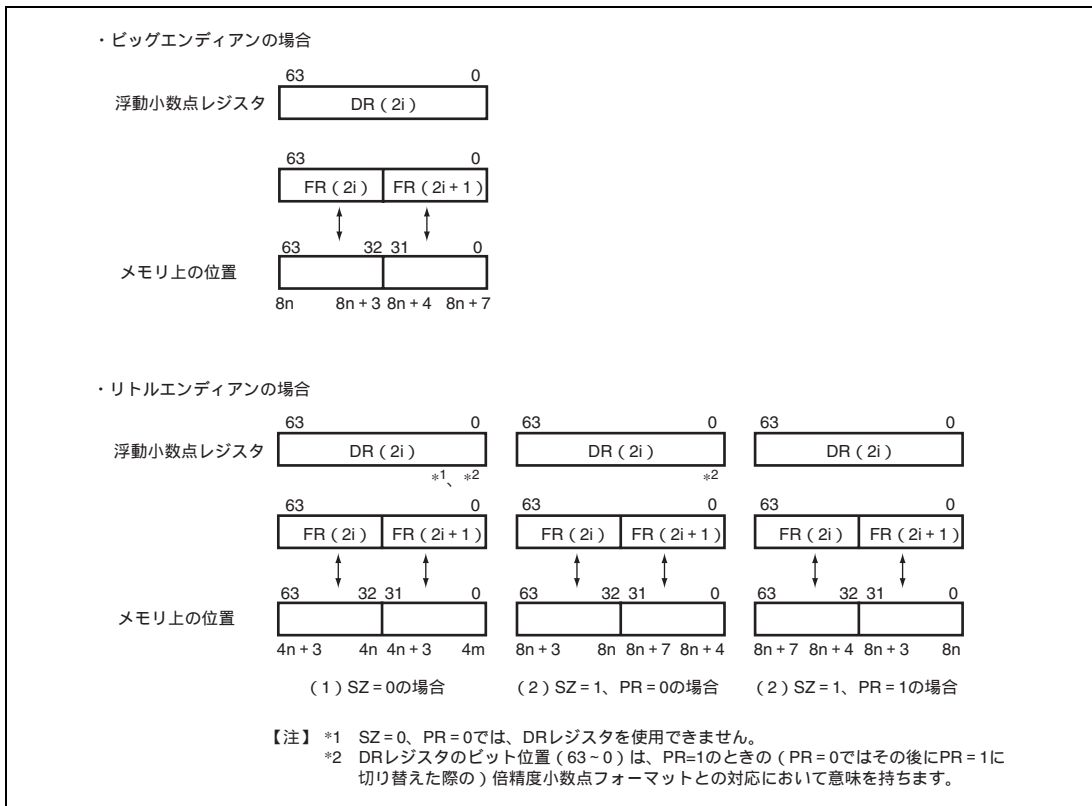 ・ビッグエンディアンの場合
63 0
浮動小数点レジスタ DR ( 2i )
63 0
FR ( 2i ) FR ( 2i + 1 )
63 32 31 0
メモリ上の位置
8n 8n + 3 8n + 4 8n + 7
・リトルエンディアンの場合
63 0 63 0 63 0
浮動小数点レジスタ DR ( 2i ) DR ( 2i ) DR ( 2i )
*1、*2 *2
63 0 63 0 63 0
FR ( 2i ) FR ( 2i + 1 ) FR ( 2i ) FR ( 2i + 1 ) FR ( 2i ) FR ( 2i + 1 )
63 32 31 0 63 32 31 0 63 32 31 0
メモリ上の位置
4n + 3 4n 4n + 3 4m 8n + 3 8n 8n + 7 8n + 4 8n + 7 8n + 4 8n + 3 8n
( 1 ) SZ = 0の場合 ( 2 ) SZ = 1、PR = 0の場合 ( 2 ) SZ = 1、PR = 1の場合
【注】 *1 SZ = 0、PR = 0では、DRレジスタを使用できません。
*2 DRレジスタのビット位置 ( 63 ~ 0 ) は、PR=1のときの ( PR = 0ではその後にPR = 1に
切り替えた際の ) 倍精度小数点フォーマットとの対応において意味を持ちます。